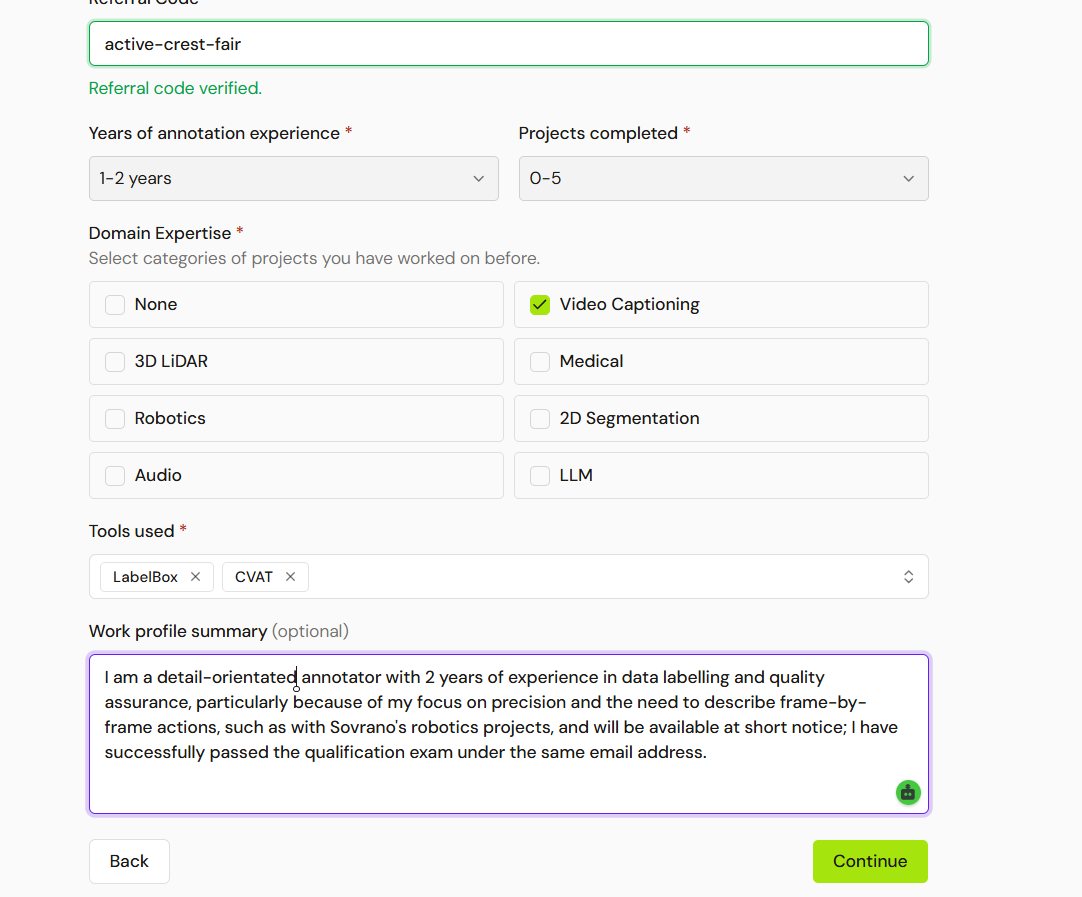 Referral Code
active-crest-fair
Referral code verified.
Years of annotation experience *
Projects completed *
1-2 years
0-5
Domain Expertise *
Select categories of projects you have worked on before.
None
Video Captioning
3D LiDAR
Medical
Robotics
2D Segmentation
Audio
LLM
Tools used *
LabelBox ×
CVAT ×
Work profile summary (optional)
I am a detail-orientated annotator with 2 years of experience in data labelling and quality
assurance, particularly because of my focus on precision and the need to describe frame-by-
frame actions, such as with Sovrano's robotics projects, and will be available at short notice; I have
successfully passed the qualification exam under the same email address.
Back
Continue